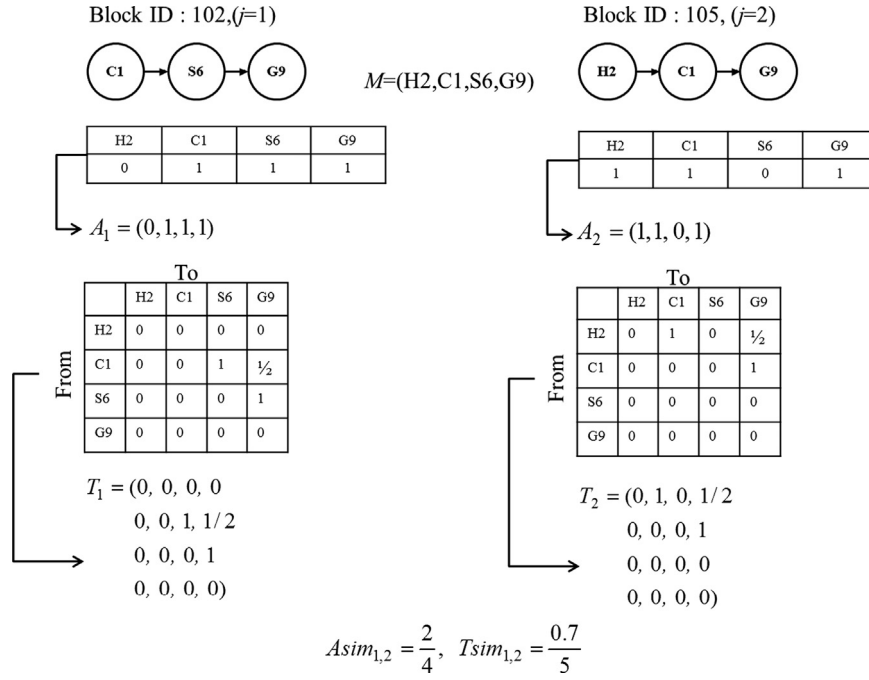 Block ID : 102,(j=1)
C1 S6 G9
H2 C1 S6 G9
0 1 1 1
A₁ = (0,1,1,1)
To
H2 C1 S6 G9
From
H2 0 0 0 0
C1 0 0 1 ½
S6 0 0 0 1
G9 0 0 0 0
T₁ = (0, 0, 0, 0
0, 0, 1, 1/2
0, 0, 0, 1
0, 0, 0, 0)
M=(H2,C1,S6,G9)
Block ID : 105, (j=2)
H2 C1 G9
H2 C1 S6 G9
1 1 0 1
A₂ = (1,1,0,1)
To
H2 C1 S6 G9
From
H2 0 1 0 ½
C1 0 0 0 1
S6 0 0 0 0
G9 0 0 0 0
T₂ = (0, 1, 0, 1/2
0, 0, 0, 1
0, 0, 0, 0
0, 0, 0, 0)
Asim₁,₂ = 2/4, Tsim₁,₂ = 0.7/5